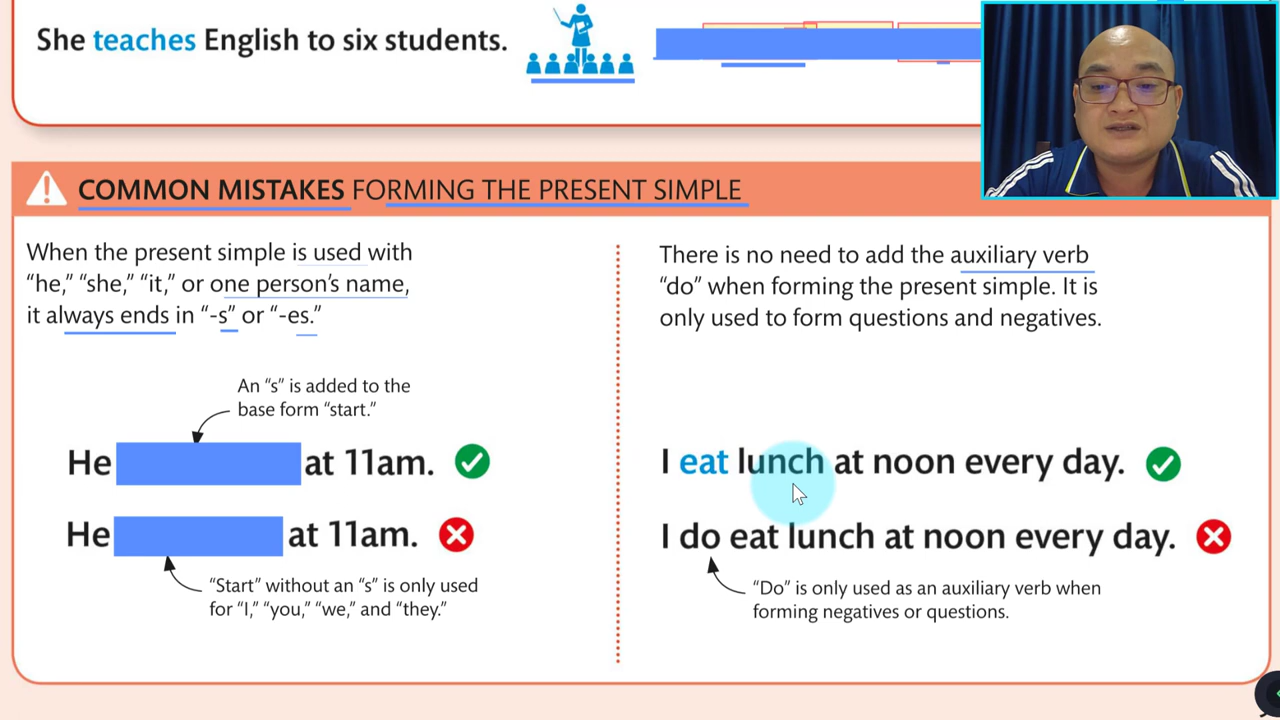 She teaches English to six students.
COMMON MISTAKES FORMING THE PRESENT SIMPLE
When the present simple is used with
“he,” “she,” “it,” or one person’s name,
it always ends in “-s” or “-es.”
An “s” is added to the
base form “start.”
He at 11am.
He at 11am.
“Start” without an “s” is only used
for “I,” “you,” “we,” and “they.”
There is no need to add the auxiliary verb
“do” when forming the present simple. It is
only used to form questions and negatives.
I eat lunch at noon every day.
I do eat lunch at noon every day.
“Do” is only used as an auxiliary verb when
forming negatives or questions.